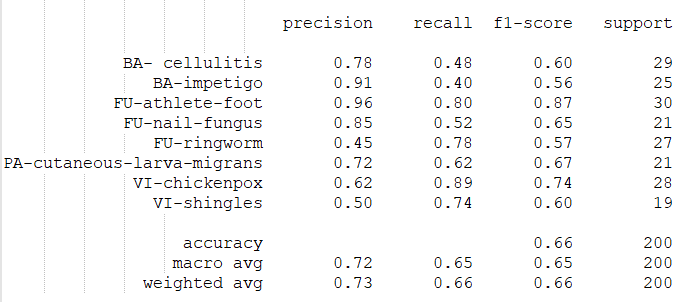 precision recall f1-score support
BA- cellulitis 0.78 0.48 0.60 29
BA-impetigo 0.91 0.40 0.56 25
FU-athlete-foot 0.96 0.80 0.87 30
FU-nail-fungus 0.85 0.52 0.65 21
FU-ringworm 0.45 0.78 0.57 27
PA-cutaneous-larva-migrans 0.72 0.62 0.67 21
VI-chickenpox 0.62 0.89 0.74 28
VI-shingles 0.50 0.74 0.60 19
accuracy 0.66 200
macro avg 0.72 0.65 0.65 200
weighted avg 0.73 0.66 0.66 200